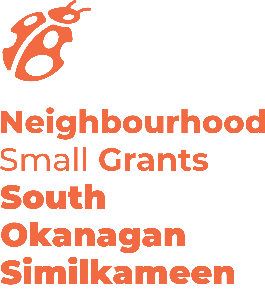 Neighbourhood
Small Grants
South
Okanagan
Similkameen